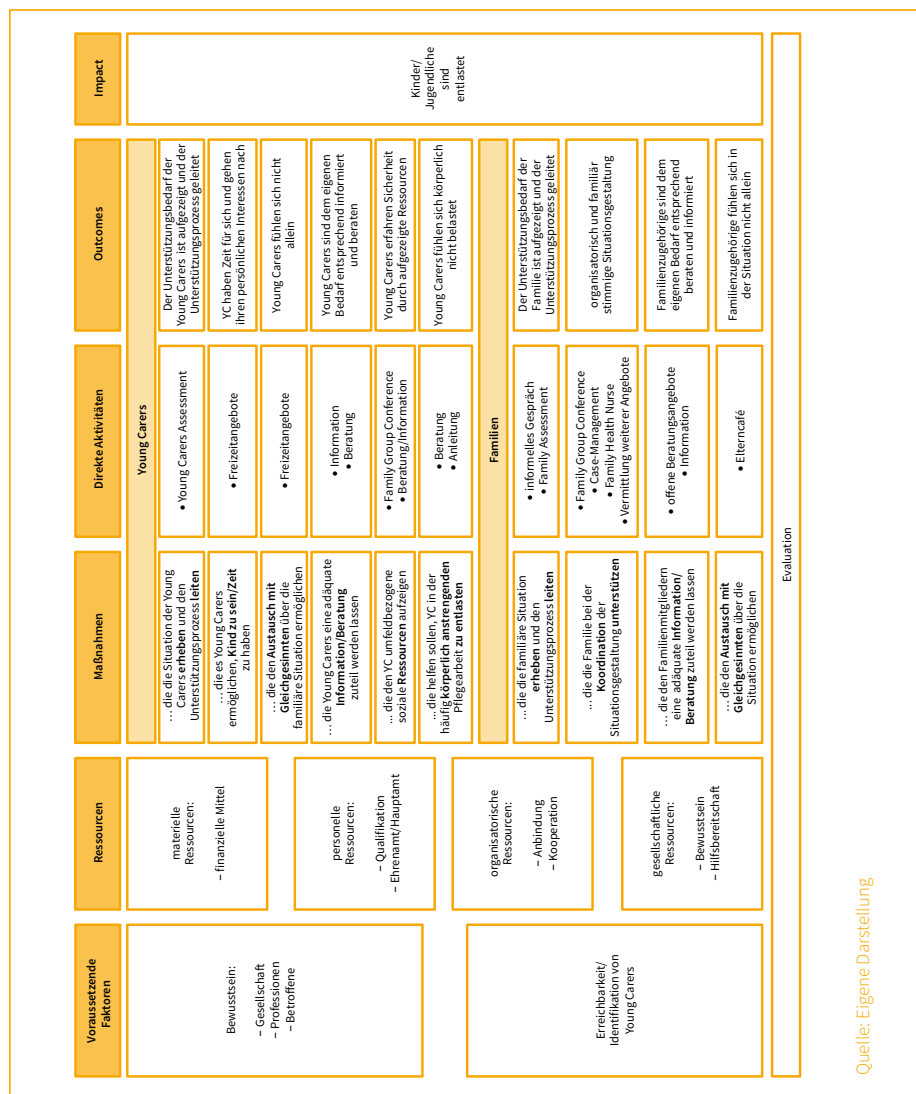 Voraussetzende
Faktoren
Ressourcen
Maßnahmen
Direkte Aktivitäten
Outcomes
Impact
Bewusstsein:
– Gesellschaft
– Professionen
– Betroffene
Erreichbarkeit/
Identifikation von
Young Carers
materielle
Ressourcen:
– finanzielle Mittel
personelle
Ressourcen:
– Qualifikation
– Ehrenamt/Hauptamt
organisatorische
Ressourcen:
– Anbindung
– Kooperation
gesellschaftliche
Ressourcen:
– Bewusstsein
– Hilfsbereitschaft
Young Carers
… die die Situation der Young
Carers erheben und den
Unterstützungsprozess leiten
• Young Carers Assessment
Der Unterstützungsbedarf der
Young Carers ist aufgezeigt und der
Unterstützungsprozess geleitet
… die es Young Carers
ermöglichen, Kind zu sein/Zeit
zu haben
• Freizeitangebote
YC haben Zeit für sich und gehen
ihren persönlichen Interessen nach
… die den Austausch mit
Gleichgesinnten über die
familiäre Situation ermöglichen
• Freizeitangebote
Young Carers fühlen sich nicht
allein
… die Young Carers eine adäquate
Information/Beratung
zuteil werden lassen
• Information
• Beratung
Young Carers sind dem eigenen
Bedarf entsprechend informiert
und beraten
... die den YC umfeldbezogene
soziale Ressourcen aufzeigen
• Family Group Conference
• Beratung/Information
Young Carers erfahren Sicherheit
durch aufgezeigte Ressourcen
... die helfen sollen, YC in der
häufig körperlich anstrengenden
Pflegearbeit zu entlasten
• Beratung
• Anleitung
Young Carers fühlen sich körperlich
nicht belastet
Familien
… die die familiäre Situation
erheben und den
Unterstützungsprozess leiten
• informelles Gespräch
• Family Assessment
Der Unterstützungsbedarf der
Familie ist aufgezeigt und der
Unterstützungsprozess geleitet
… die die Familie bei der
Koordination der
Situationsgestaltung unterstützen
• Family Group Conference
• Case-Management
• Family Health Nurse
• Vermittlung weiterer Angebote
organisatorisch und familiär
stimmige Situationsgestaltung
… die den Familienmitgliedern
eine adäquate Information/
Beratung zuteil werden lassen
• offene Beratungsangebote
• Information
Familienzugehörige sind dem
eigenen Bedarf entsprechend
beraten und informiert
… die den Austausch mit
Gleichgesinnten über die
Situation ermöglichen
• Elterncafé
Familienzugehörige fühlen sich in
der Situation nicht allein
Kinder/
Jugendliche
sind
entlastet
Evaluation
Quelle: Eigene Darstellung